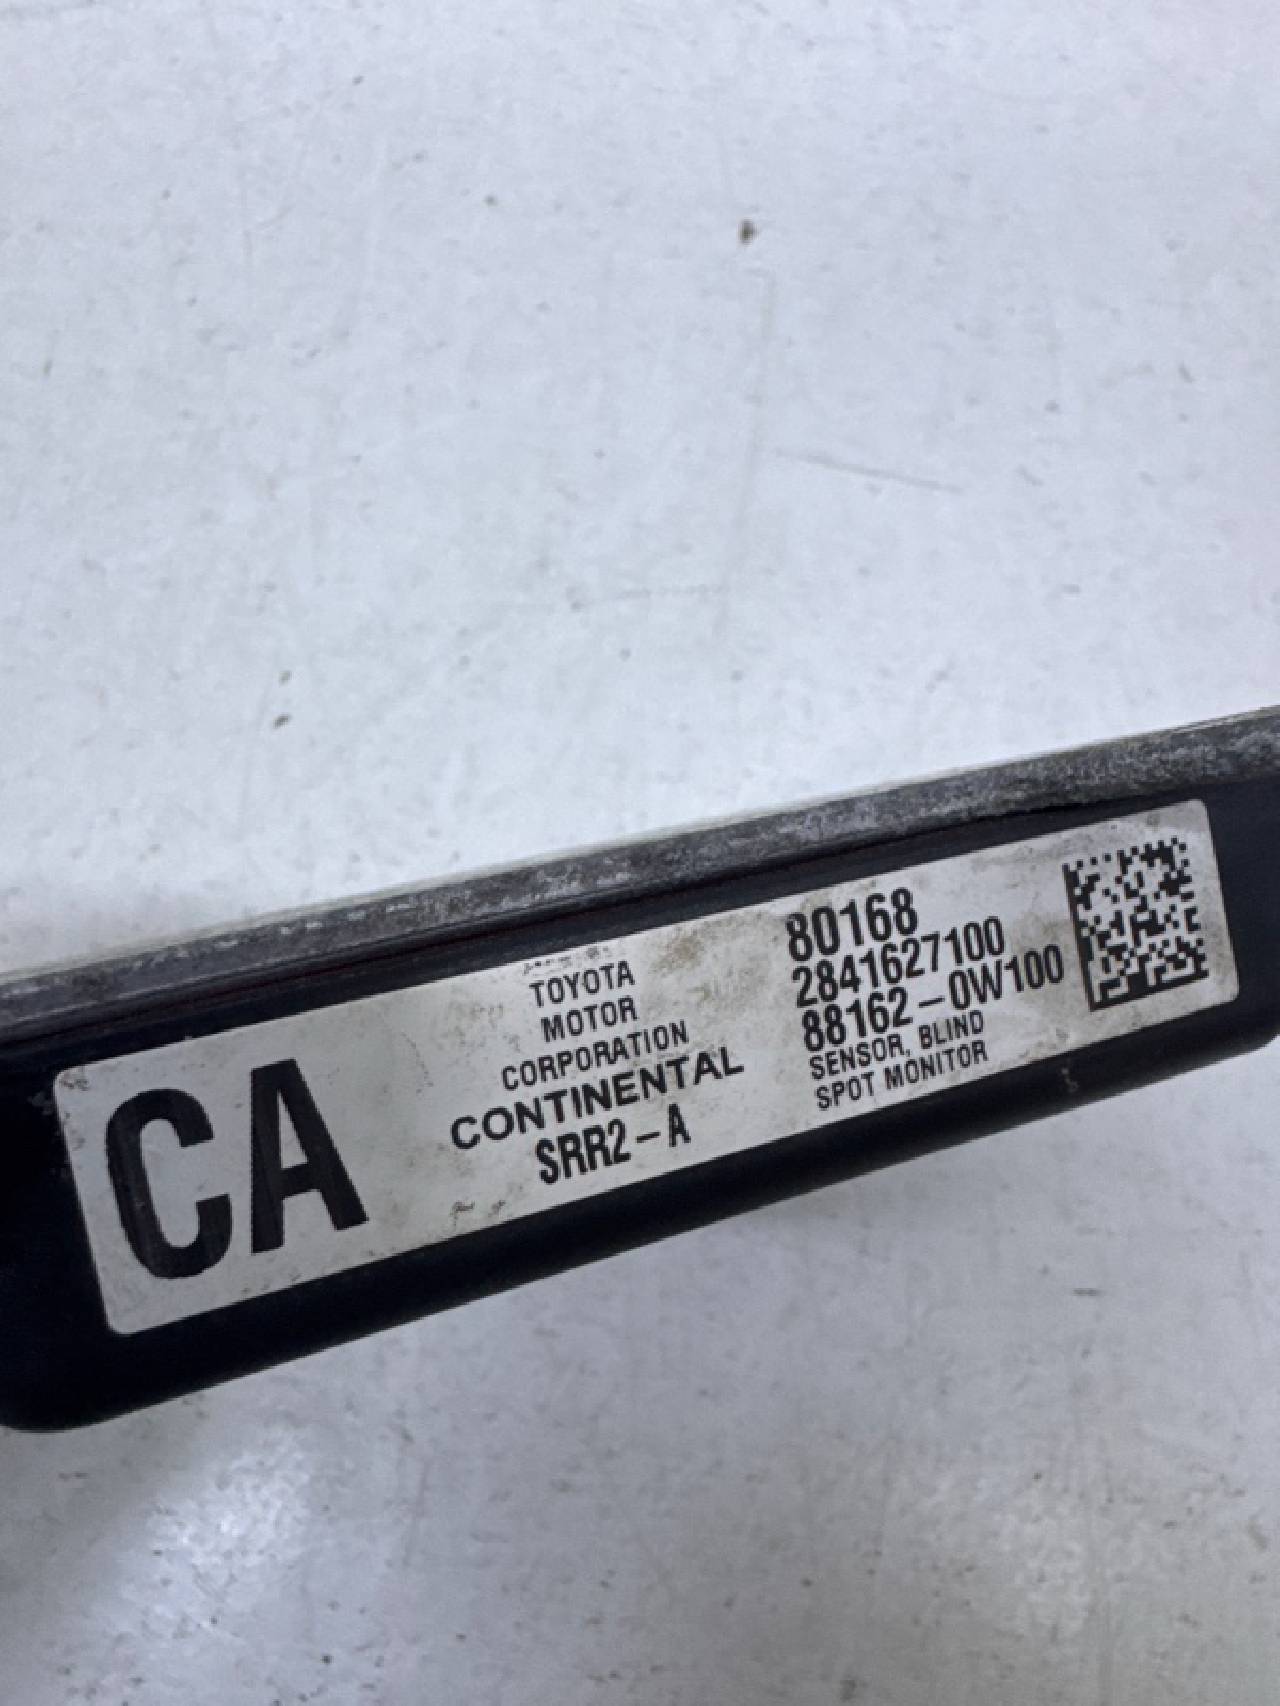 CA
TOYOTA
MOTOR
CORPORATION
CONTINENTAL
SRR2-A
80168
2841627100
88162-0W100
SENSOR, BLIND
SPOT MONITOR